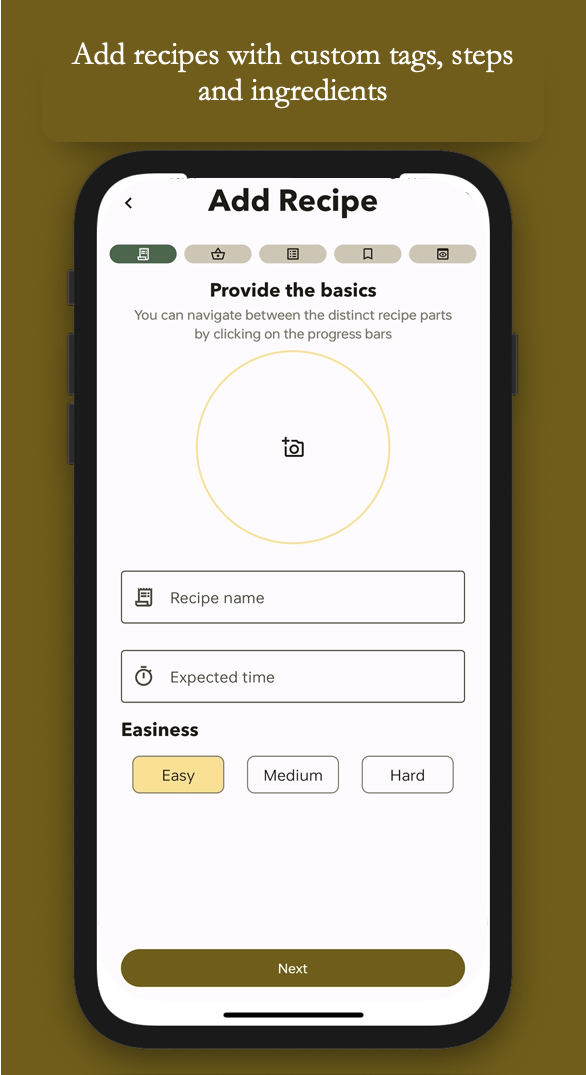 Add recipes with custom tags, steps
and ingredients
Add Recipe
Provide the basics
You can navigate between the distinct recipe parts
by clicking on the progress bars
Recipe name
Expected time
Easiness
Easy Medium Hard
Next